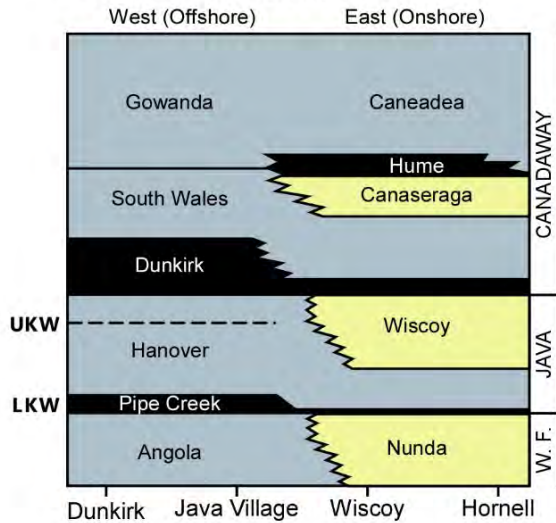 West (Offshore) East (Onshore)
Gowanda Caneadea
Hume
South Wales Canaseraga
Dunkirk
UKW
Wiscoy
Hanover
LKW Pipe Creek
Angola Nunda
CANADAWAY
JAVA
W. F.
Dunkirk Java Village Wiscoy Hornell